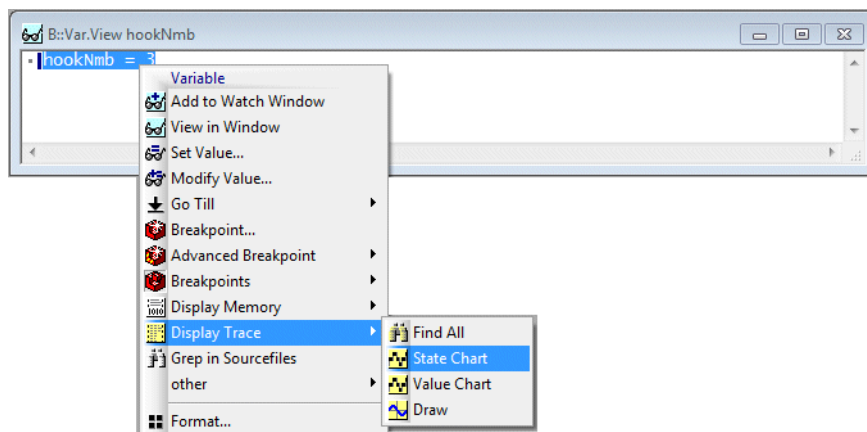 B::Var.View hookNmb
hookNmb = 3
Variable
Add to Watch Window
View in Window
Set Value...
Modify Value...
Go Till
Breakpoint...
Advanced Breakpoint
Breakpoints
Display Memory
Display Trace
Find All
Grep in Sourcefiles
State Chart
other
Value Chart
Draw
Format...